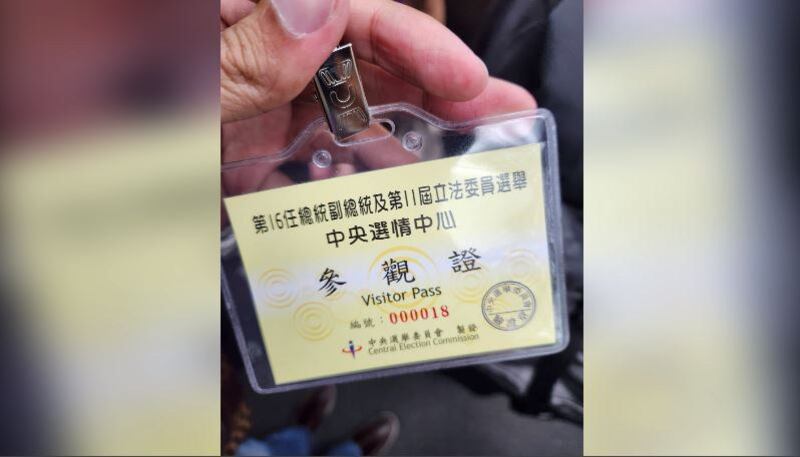 第16任總統副總統及第11屆立法委員選舉
中央選情中心
參觀證
Visitor Pass
編號：000018
中央選舉委員會 製發
Central Election Commission